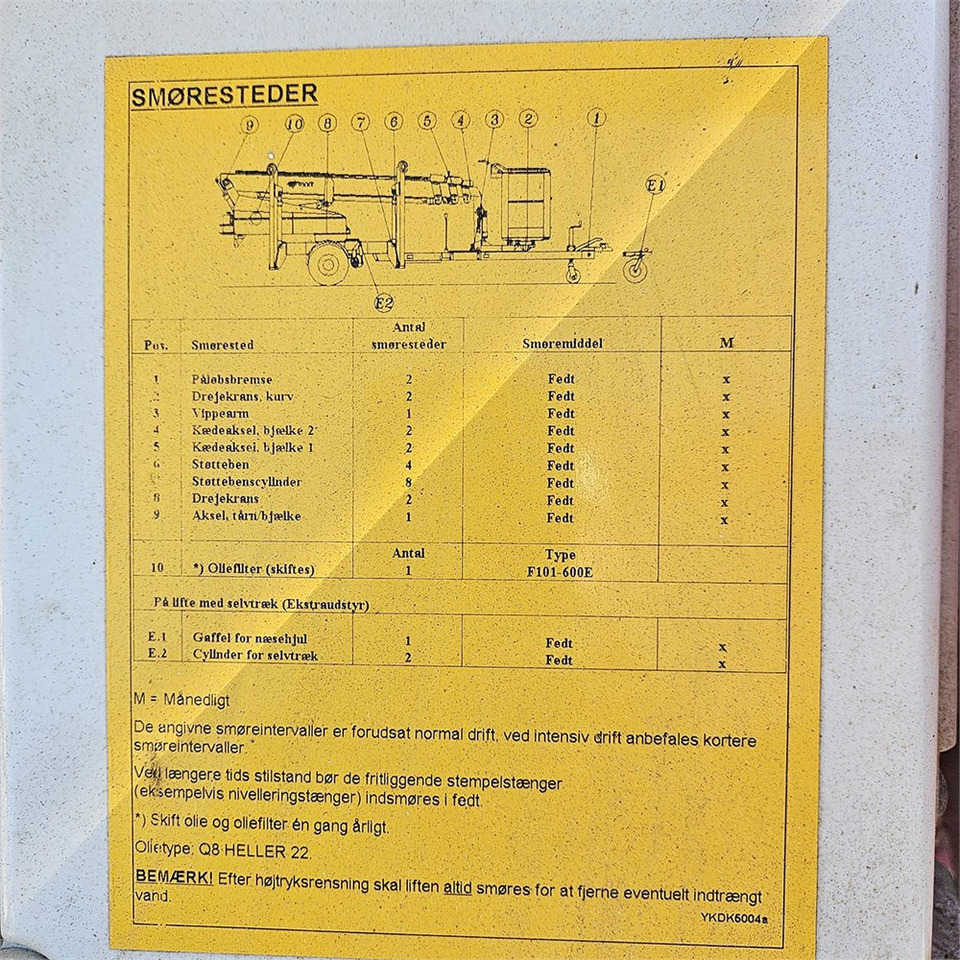 SMØRESTEDER
9 10 8 7 6 5 4 3 2 1
E1
E2
Antal
Pos. Smørested smøresteder Smøremiddel M
1 Påløbsbremse 2 Fedt x
2 Drejekrans, kurv 2 Fedt x
3 Vippearm 1 Fedt x
4 Kædeaksel, bjælke 2 2 Fedt x
5 Kædeaksel, bjælke 1 2 Fedt x
6 Støtteben 4 Fedt x
7 Støttebenscylinder 8 Fedt x
8 Drejekrans 2 Fedt x
9 Aksel, tårn/bjælke 1 Fedt x
Antal Type
10 *) Oliefilter (skiftes) 1 F101-600E
På lifte med selvtræk (Ekstraudstyr)
E.1 Gaffel for næsehjul 1 Fedt x
E.2 Cylinder for selvtræk 2 Fedt x
M = Månedligt
De angivne smøreintervaller er forudsat normal drift, ved intensiv drift anbefales kortere
smøreintervaller.
Ved længere tids stilstand bør de fritliggende stempelstænger
(eksempelvis nivelleringstænger) indsmøres i fedt.
*) Skift olie og oliefilter én gang årligt.
Olietype: Q8 HELLER 22.
BEMÆRK! Efter højtryksrensning skal liften altid smøres for at fjerne eventuelt indtrængt
vand.
YKDK5004a